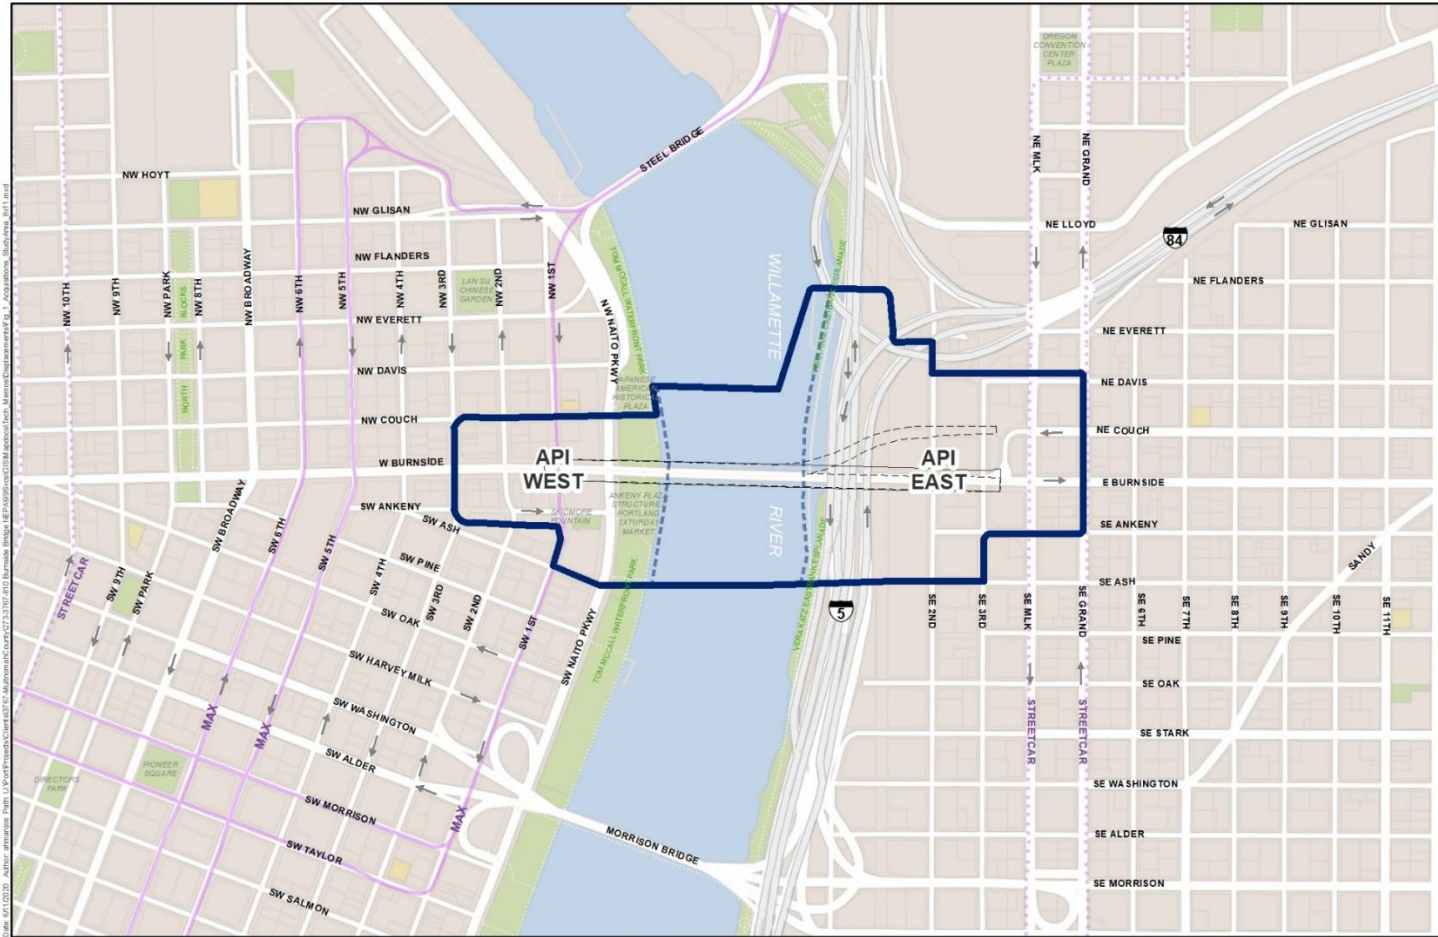 OREGON
CONVENTION
CENTER
PLAZA
STEEL BRIDGE
NE MLK
NE GRAND
NW HOYT
NW GLISAN
NE LLOYD
NE GLISAN
84
NW FLANDERS
NE FLANDERS
NW 10TH
NW 9TH
NW PARK
NW 8TH
NW BROADWAY
NW 6TH
NW 5TH
NW 4TH
NW 3RD
NW 2ND
NW 1ST
LAN SU
CHINESE
GARDEN
NORTH
PARK
BLOCKS
TOM MCCALL WATERFRONT PARK
NW NAITO PKWY
WILLAMETTE
RIVER
VERA KATZ EASTBANK ESPLANADE
NW EVERETT
NE EVERETT
NW DAVIS
NE DAVIS
JAPANESE
AMERICAN
HISTORICAL
PLAZA
NW COUCH
NE COUCH
W BURNSIDE
API
WEST
API
EAST
E BURNSIDE
SW ANKENY
SKIDMORE
FOUNTAIN
ANKENY PLAZA
STRUCTURE
PORTLAND
SATURDAY
MARKET
SE ANKENY
SW BROADWAY
SW 6TH
SW 5TH
SW ASH
SW PINE
SANDY
SE ASH
STREETCAR
SW 9TH
SW PARK
SW 4TH
SW 3RD
SW 2ND
SW 1ST
SW NAITO PKWY
TOM MCCALL WATERFRONT PARK
VERA KATZ EASTBANK ESPLANADE
5
SE 2ND
SE 3RD
SE MLK
SE GRAND
SE 6TH
SE 7TH
SE 8TH
SE 9TH
SE 10TH
SE 11TH
SW OAK
SE PINE
SW HARVEY MILK
SE OAK
SW WASHINGTON
MAX
MAX
STREETCAR
STREETCAR
SE STARK
SW ALDER
PIONEER
SQUARE
DIRECTORS
PARK
SE WASHINGTON
SW MORRISON
MAX
MORRISON BRIDGE
SE ALDER
SW TAYLOR
SW SALMON
SE MORRISON